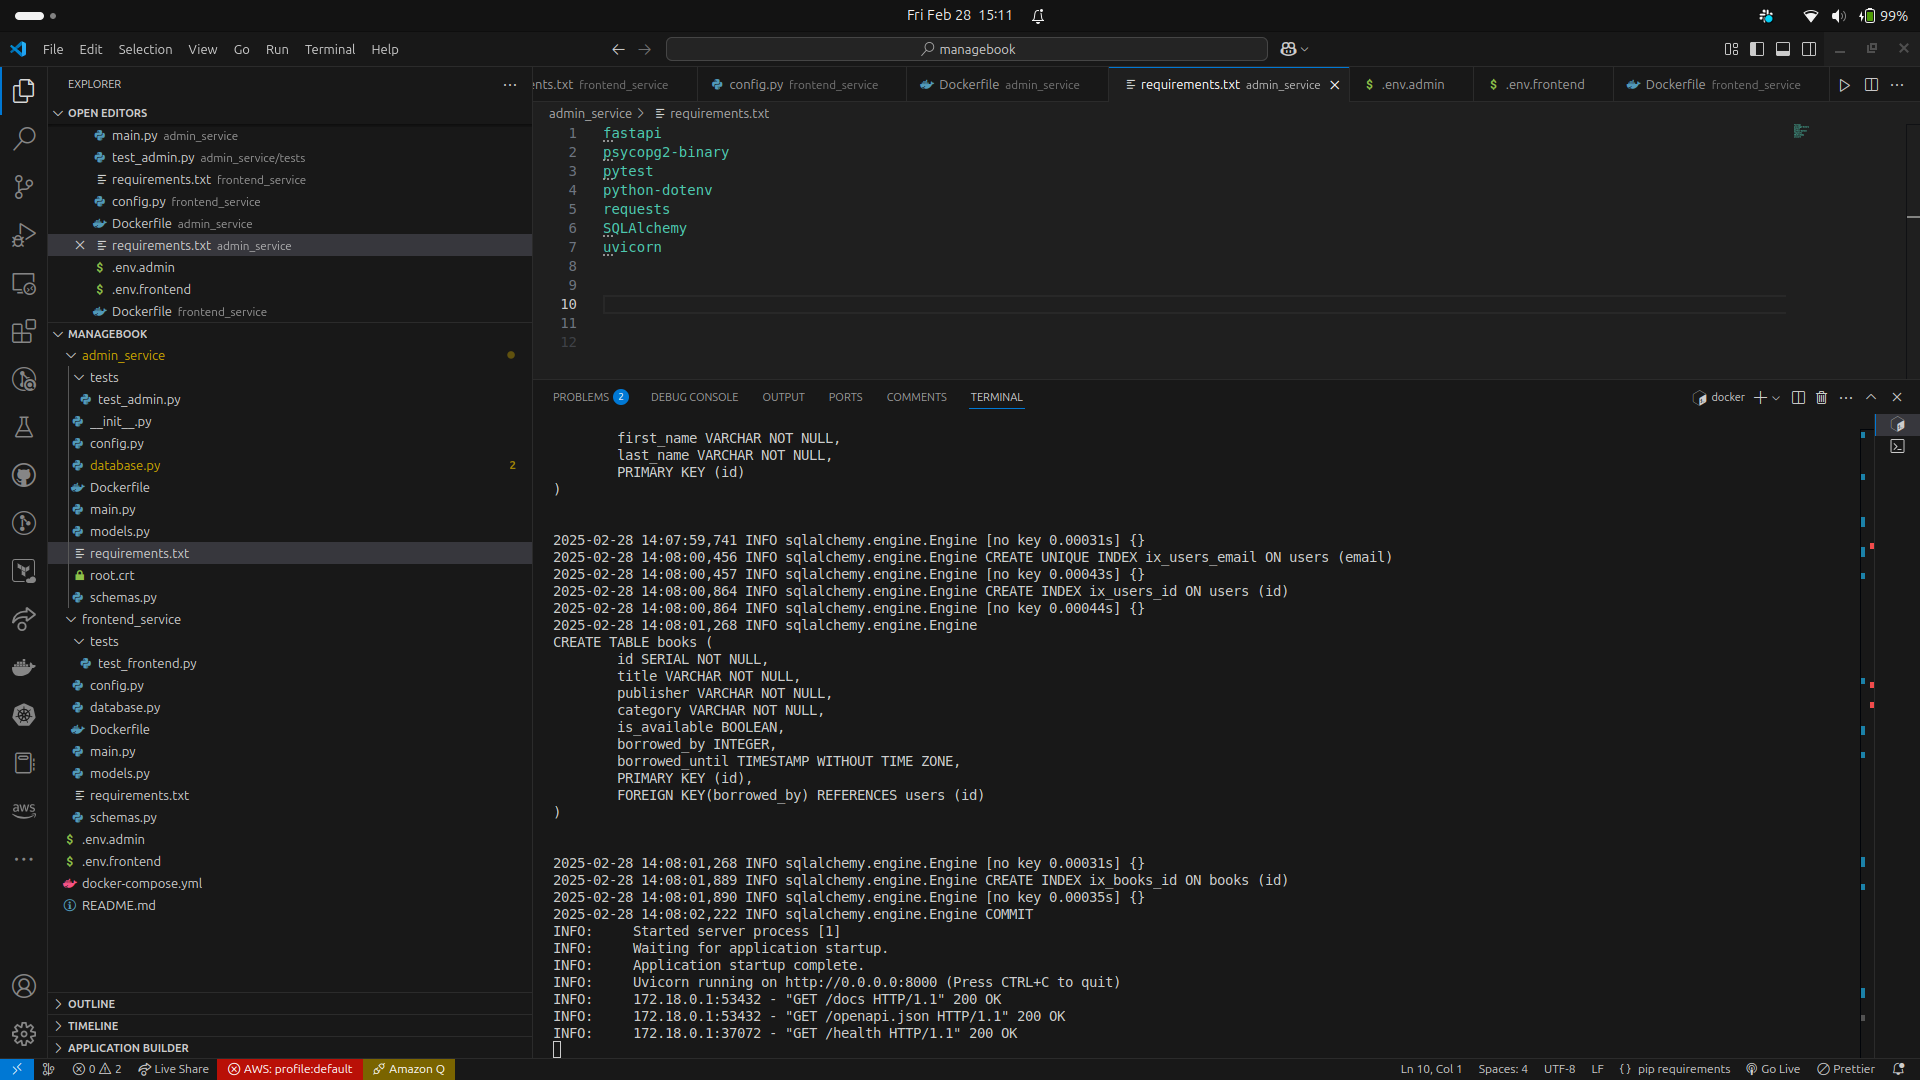 Fri Feb 28 15:11
99%
File Edit Selection View Go Run Terminal Help
managebook
EXPLORER
OPEN EDITORS
main.py admin_service
test_admin.py admin_service/tests
requirements.txt frontend_service
config.py frontend_service
Dockerfile admin_service
requirements.txt admin_service
.env.admin
.env.frontend
Dockerfile frontend_service
MANAGEBOOK
admin_service
tests
test_admin.py
__init__.py
config.py
database.py 2
Dockerfile
main.py
models.py
requirements.txt
root.crt
schemas.py
frontend_service
tests
test_frontend.py
config.py
database.py
Dockerfile
main.py
models.py
requirements.txt
schemas.py
.env.admin
.env.frontend
docker-compose.yml
README.md
OUTLINE
TIMELINE
APPLICATION BUILDER
aws
nts.txt frontend_service config.py frontend_service Dockerfile admin_service requirements.txt admin_service .env.admin .env.frontend Dockerfile frontend_service
admin_service > requirements.txt
1 fastapi
2 psycopg2-binary
3 pytest
4 python-dotenv
5 requests
6 SQLAlchemy
7 uvicorn
8
9
10
11
12
PROBLEMS 2 DEBUG CONSOLE OUTPUT PORTS COMMENTS TERMINAL
docker
first_name VARCHAR NOT NULL,
last_name VARCHAR NOT NULL,
PRIMARY KEY (id)
)
2025-02-28 14:07:59,741 INFO sqlalchemy.engine.Engine [no key 0.00031s] {}
2025-02-28 14:08:00,456 INFO sqlalchemy.engine.Engine CREATE UNIQUE INDEX ix_users_email ON users (email)
2025-02-28 14:08:00,457 INFO sqlalchemy.engine.Engine [no key 0.00043s] {}
2025-02-28 14:08:00,864 INFO sqlalchemy.engine.Engine CREATE INDEX ix_users_id ON users (id)
2025-02-28 14:08:00,864 INFO sqlalchemy.engine.Engine [no key 0.00044s] {}
2025-02-28 14:08:01,268 INFO sqlalchemy.engine.Engine
CREATE TABLE books (
id SERIAL NOT NULL,
title VARCHAR NOT NULL,
publisher VARCHAR NOT NULL,
category VARCHAR NOT NULL,
is_available BOOLEAN,
borrowed_by INTEGER,
borrowed_until TIMESTAMP WITHOUT TIME ZONE,
PRIMARY KEY (id),
FOREIGN KEY(borrowed_by) REFERENCES users (id)
)
2025-02-28 14:08:01,268 INFO sqlalchemy.engine.Engine [no key 0.00031s] {}
2025-02-28 14:08:01,889 INFO sqlalchemy.engine.Engine CREATE INDEX ix_books_id ON books (id)
2025-02-28 14:08:01,890 INFO sqlalchemy.engine.Engine [no key 0.00035s] {}
2025-02-28 14:08:02,222 INFO sqlalchemy.engine.Engine COMMIT
INFO: Started server process [1]
INFO: Waiting for application startup.
INFO: Application startup complete.
INFO: Uvicorn running on http://0.0.0.0:8000 (Press CTRL+C to quit)
INFO: 172.18.0.1:53432 - "GET /docs HTTP/1.1" 200 OK
INFO: 172.18.0.1:53432 - "GET /openapi.json HTTP/1.1" 200 OK
INFO: 172.18.0.1:37072 - "GET /health HTTP/1.1" 200 OK
0 2 Live Share AWS: profile:default Amazon Q
Ln 10, Col 1 Spaces: 4 UTF-8 LF {} pip requirements Go Live Prettier